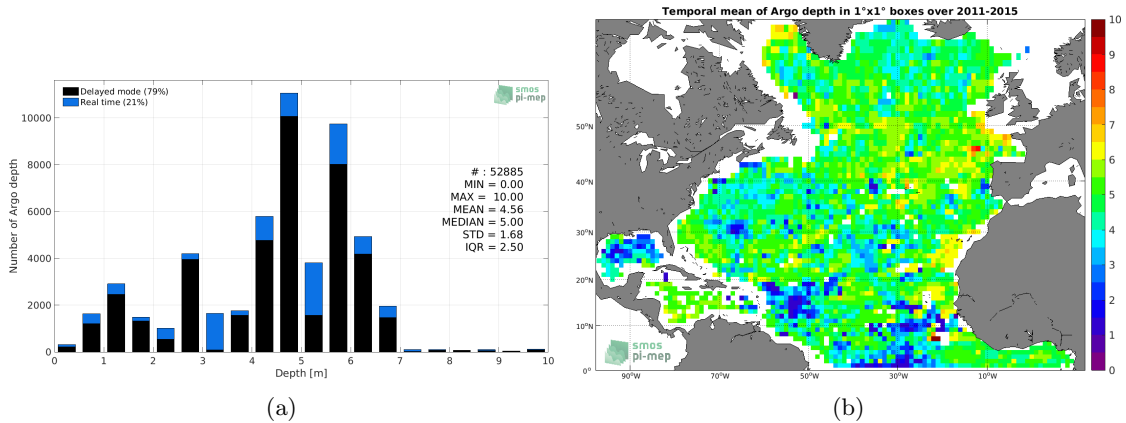 Delayed mode (79%)
Real time (21%)
smos
pi-mep
# : 52885
MIN = 0.00
MAX = 10.00
MEAN = 4.56
MEDIAN = 5.00
STD = 1.68
IQR = 2.50
Number of Argo depth
10000
8000
6000
4000
2000
0
0 1 2 3 4 5 6 7 8 9 10
Depth [m]
(a)
Temporal mean of Argo depth in 1°x1° boxes over 2011-2015
50°N
40°N
30°N
20°N
10°N
0°
90°W 70°W 50°W 30°W 10°W
smos
pi-mep
10
9
8
7
6
5
4
3
2
1
0
(b)